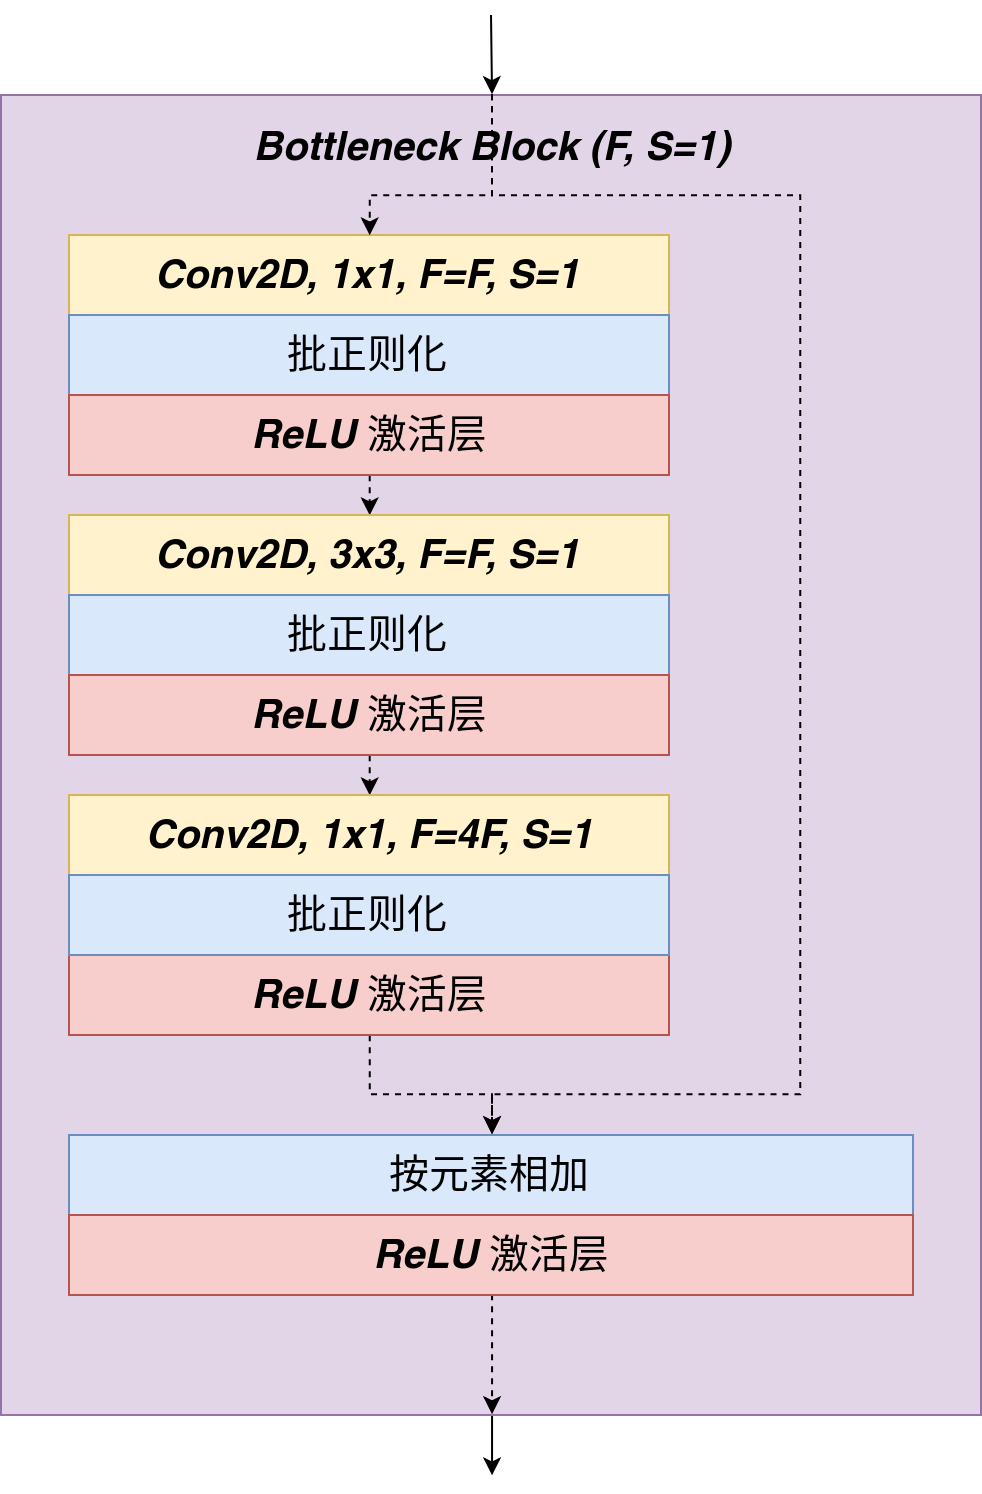 Bottleneck Block (F, S=1)
Conv2D, 1x1, F=F, S=1
批正则化
ReLU 激活层
Conv2D, 3x3, F=F, S=1
批正则化
ReLU 激活层
Conv2D, 1x1, F=4F, S=1
批正则化
ReLU 激活层
按元素相加
ReLU 激活层